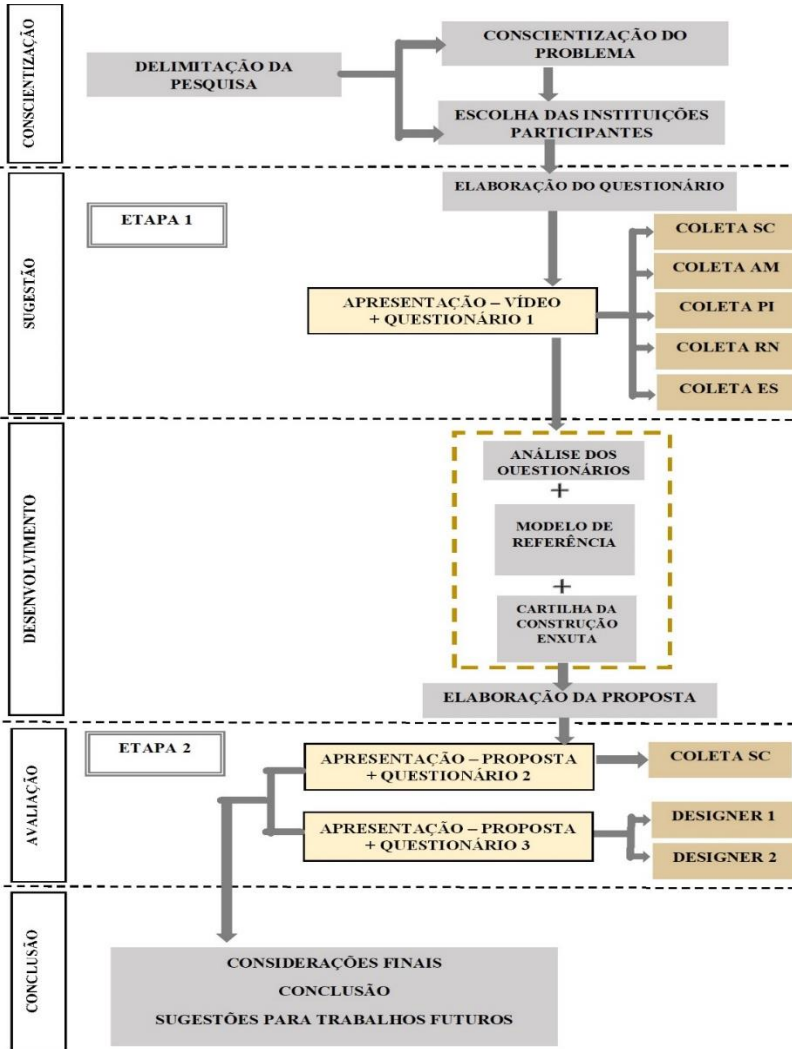 CONSCIENTIZAÇÃO
DELIMITAÇÃO DA
PESQUISA
CONSCIENTIZAÇÃO DO
PROBLEMA
ESCOLHA DAS INSTITUIÇÕES
PARTICIPANTES
SUGESTÃO
ETAPA 1
ELABORAÇÃO DO QUESTIONÁRIO
APRESENTAÇÃO – VÍDEO
+ QUESTIONÁRIO 1
COLETA SC
COLETA AM
COLETA PI
COLETA RN
COLETA ES
DESENVOLVIMENTO
ANÁLISE DOS
QUESTIONÁRIOS
+
MODELO DE
REFERÊNCIA
+
CARTILHA DA
CONSTRUÇÃO
ENXUTA
ELABORAÇÃO DA PROPOSTA
AVALIAÇÃO
ETAPA 2
APRESENTAÇÃO – PROPOSTA
+ QUESTIONÁRIO 2
COLETA SC
APRESENTAÇÃO – PROPOSTA
+ QUESTIONÁRIO 3
DESIGNER 1
DESIGNER 2
CONCLUSÃO
CONSIDERAÇÕES FINAIS
CONCLUSÃO
SUGESTÕES PARA TRABALHOS FUTUROS